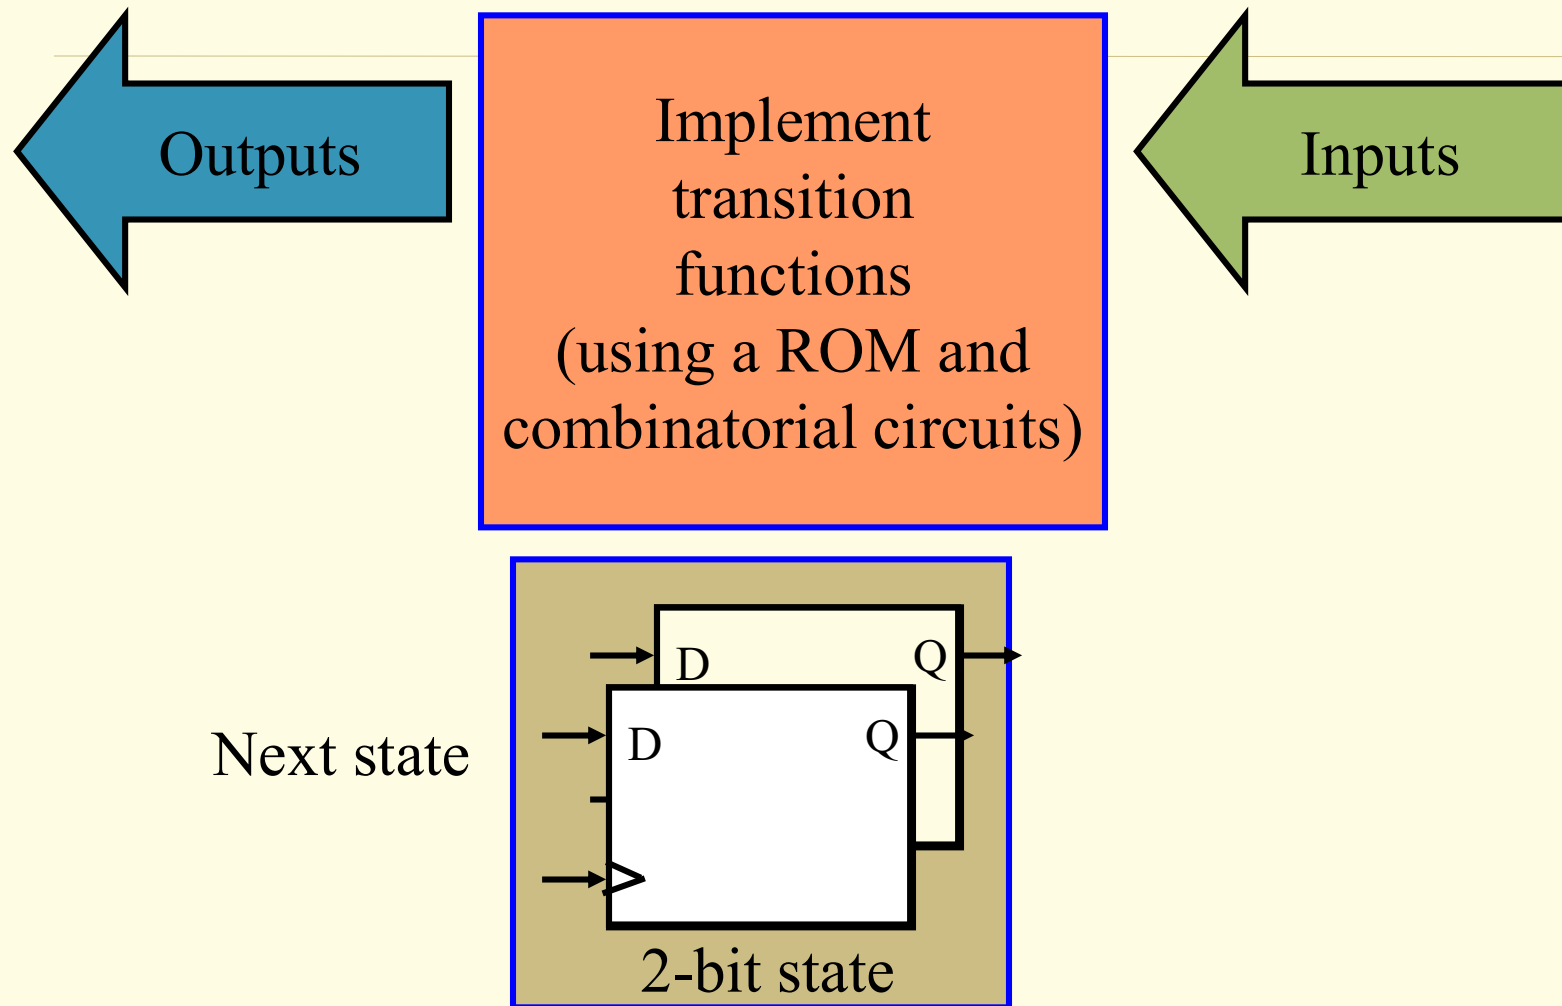 Outputs
Implement
transition
functions
(using a ROM and
combinatorial circuits)
Inputs
D Q
D Q
Next state
2-bit state